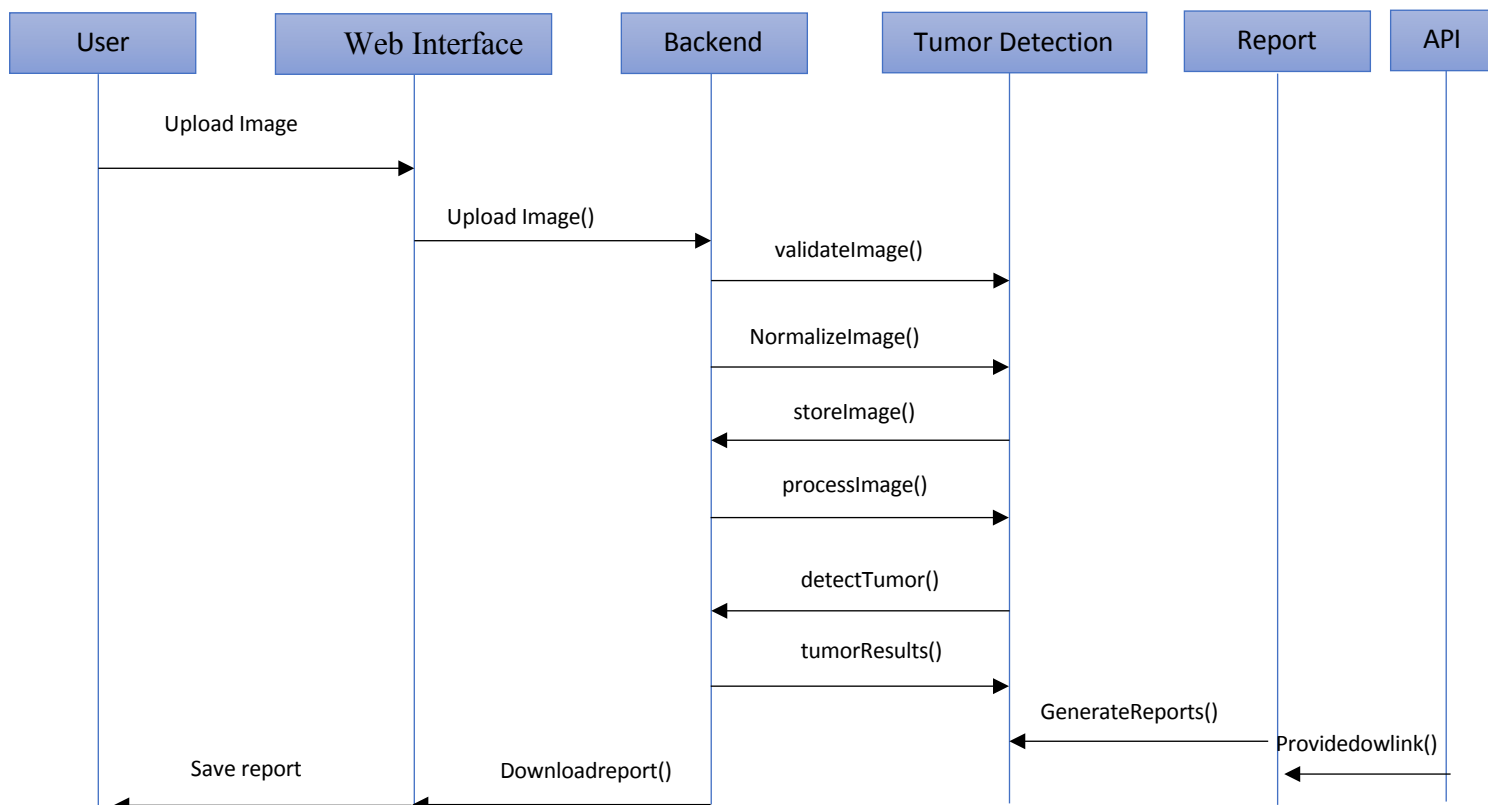 User
Web Interface
Backend
Tumor Detection
Report
API
Upload Image
Upload Image()
validateImage()
NormalizeImage()
storeImage()
processImage()
detectTumor()
tumorResults()
GenerateReports()
Providedowlink()
Save report
Downloadreport()